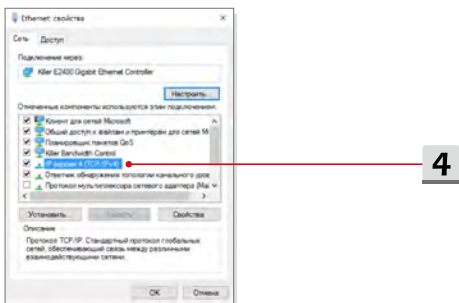 Ethernet: свойства
Сеть Доступ
Подключение через:
Killer E2400 Gigabit Ethernet Controller
Настроить...
Отмеченные компоненты используются этим подключением:
Клиент для сетей Microsoft
Общий доступ к файлам и принтерам для сетей Mi
Планировщик пакетов QoS
Killer Bandwidth Control
IP версии 4 (TCP/IPv4)
4
Ответчик обнаружения топологии канального уров
Протокол мультиплексора сетевого адаптера (Май
Установить... Удалить Свойства
Описание
Протокол TCP/IP. Стандартный протокол глобальных
сетей, обеспечивающий связь между различными
взаимодействующими сетями.
OK Отмена